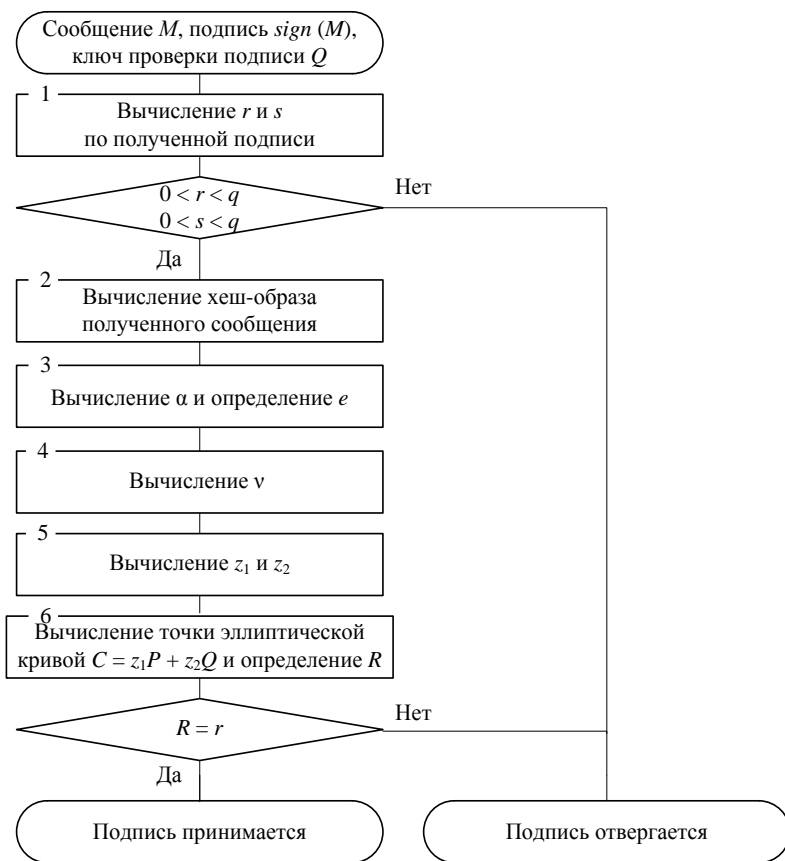 Сообщение M, подпись sign (M),
ключ проверки подписи Q
1
Вычисление r и s
по полученной подписи
0 < r < q
0 < s < q
Нет
Да
2
Вычисление хеш-образа
полученного сообщения
3
Вычисление α и определение e
4
Вычисление ν
5
Вычисление z₁ и z₂
6
Вычисление точки эллиптической
кривой C = z₁P + z₂Q и определение R
R = r
Нет
Да
Подпись принимается
Подпись отвергается